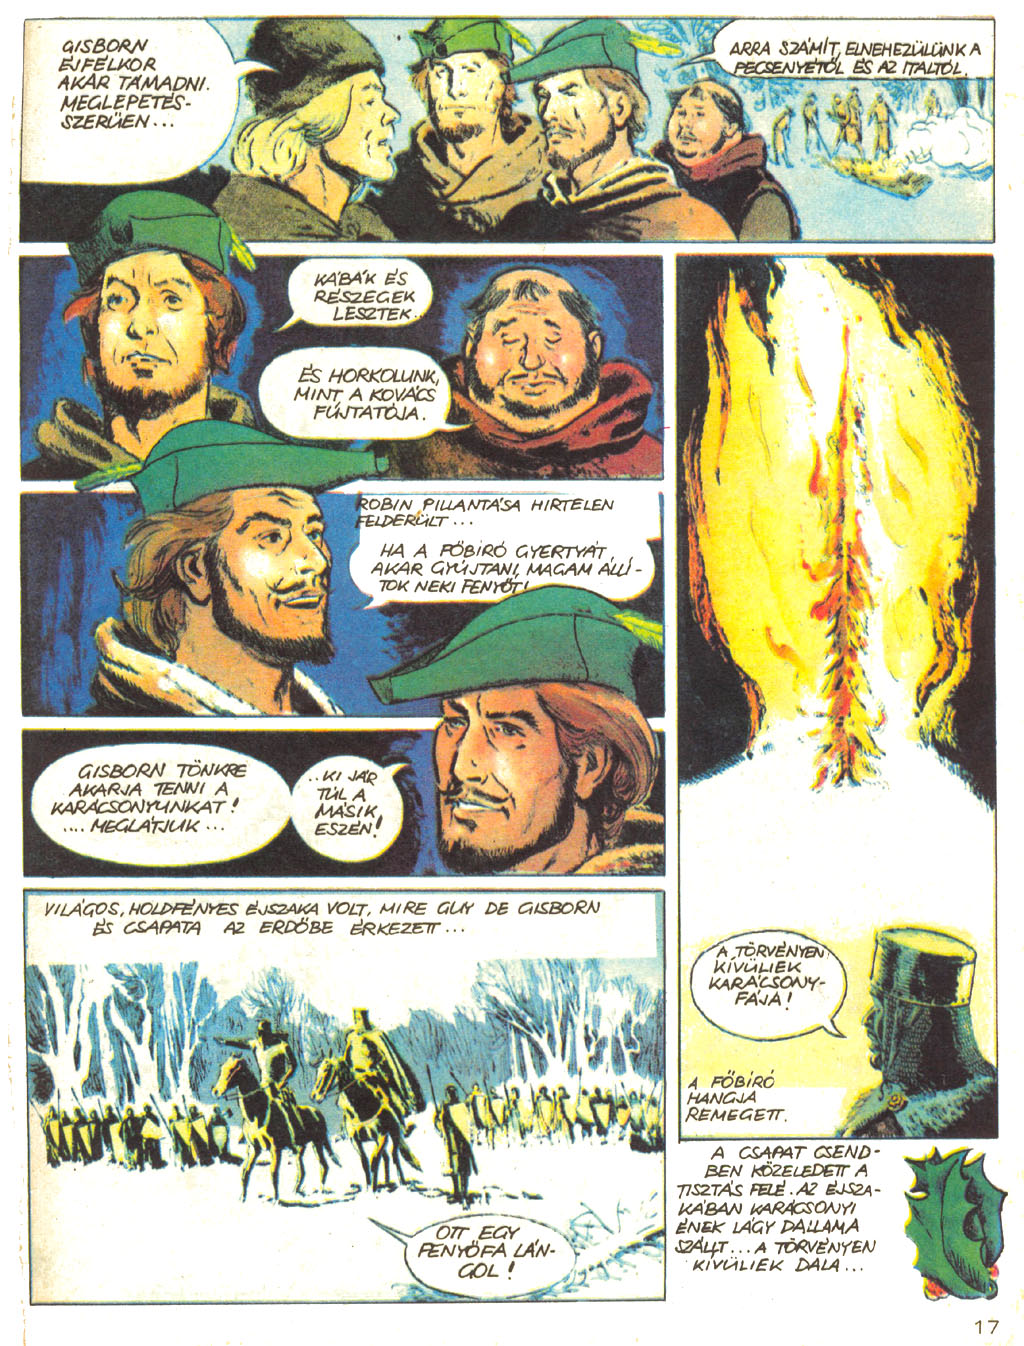 GISBORN
ÉJFÉLKOR
AKAR TÁMADNI.
MEGLEPETÉS-
SZERŰEN...
ARRA SZÁMÍT, ELNEHEZÜLÜNK A
PECSENYÉTŐL ÉS AZ ITALTÓL.
KÁBÁK ÉS
RÉSZEGEK
LESZTEK..
ÉS HORKOLUNK,
MINT A KOVÁCS
FÚJTATÓJA.
ROBIN PILLANTÁSA HIRTELEN
FELDERÜLT...
HA A FŐBÍRÓ GYERTYÁT
AKAR GYÚJTANI, MAGAM ÁLLÍ-
TOK NEKI FENYŐT!
GISBORN TÖNKRE
AKARJA TENNI A
KARÁCSONYUNKAT!
.... MEGLÁTJUK...
..KI JÁR
TÚL A
MÁSIK
ESZÉN!
VILÁGOS, HOLDFÉNYES ÉJSZAKA VOLT, MIRE GUY DE GISBORN
ÉS CSAPATA AZ ERDŐBE ÉRKEZETT...
OTT EGY
FENYŐFA LÁN-
GOL!
A TÖRVÉNYEN
KÍVÜLIEK
KARÁCSONY-
FÁJA!
A FŐBÍRÓ
HANGJA
REMEGETT.
A CSAPAT CSEND-
BEN KÖZELEDETT A
TISZTÁS FELÉ. AZ ÉJSZA-
KÁBAN KARÁCSONYI
ÉNEK LÁGY DALLAMA
SZÁLLT... A TÖRVÉNYEN
KÍVÜLIEK DALA...
17